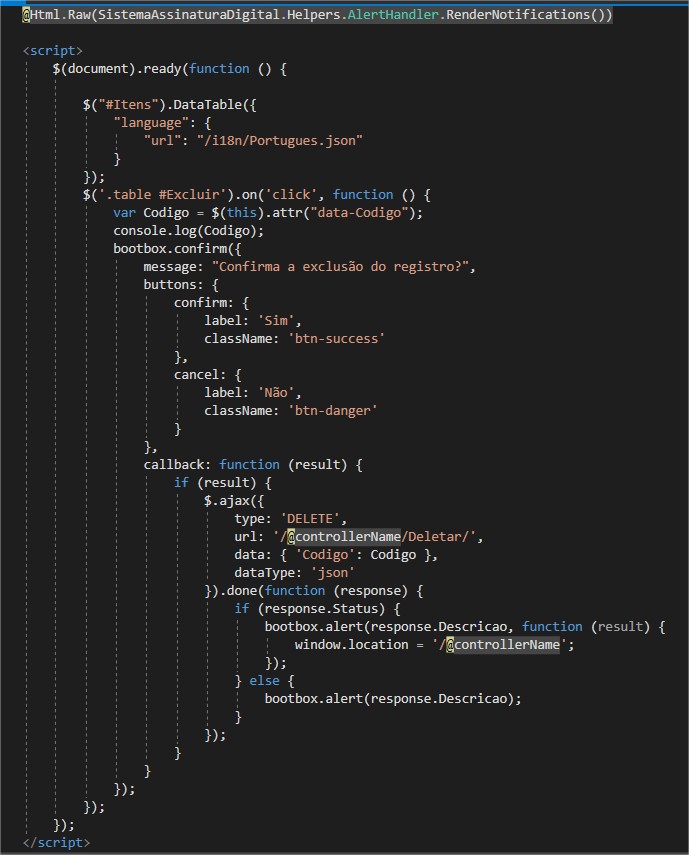 @Html.Raw(SistemaAssinaturaDigital.Helpers.AlertHandler.RenderNotifications())
<script>
$(document).ready(function () {
$("#Itens").DataTable({
"language": {
"url": "/i18n/Portugues.json"
}
});
$('.table #Excluir').on('click', function () {
var Codigo = $(this).attr("data-Codigo");
console.log(Codigo);
bootbox.confirm({
message: "Confirma a exclusão do registro?",
buttons: {
confirm: {
label: 'Sim',
className: 'btn-success'
},
cancel: {
label: 'Não',
className: 'btn-danger'
}
},
callback: function (result) {
if (result) {
$.ajax({
type: 'DELETE',
url: '/@controllerName/Deletar/',
data: { 'Codigo': Codigo },
dataType: 'json'
}).done(function (response) {
if (response.Status) {
bootbox.alert(response.Descricao, function (result) {
window.location = '/@controllerName';
});
} else {
bootbox.alert(response.Descricao);
}
});
}
}
});
});
});
</script>